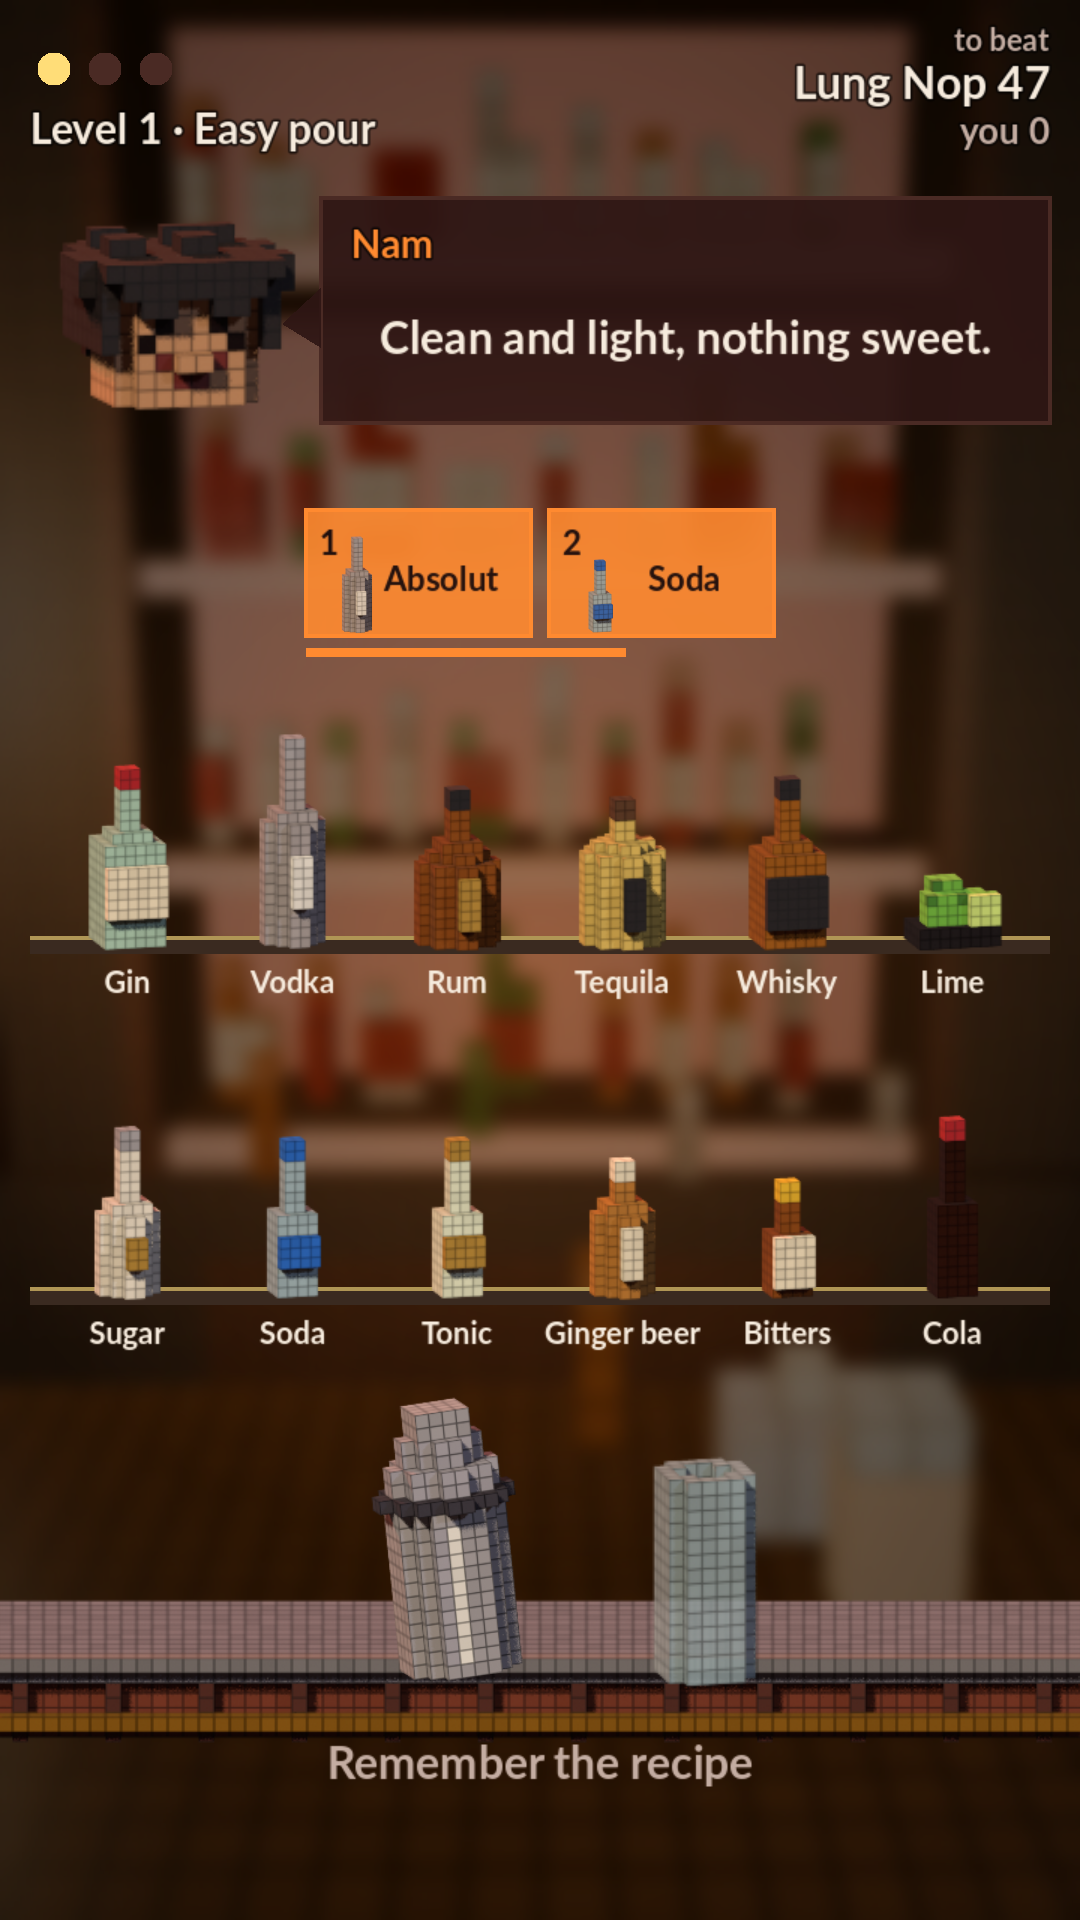 to beat
Lung Nop 47
you 0
Level 1 · Easy pour
Nam
Clean and light, nothing sweet.
1 Absolut
2 Soda
Gin Vodka Rum Tequila Whisky Lime
Sugar Soda Tonic Ginger beer Bitters Cola
Remember the recipe